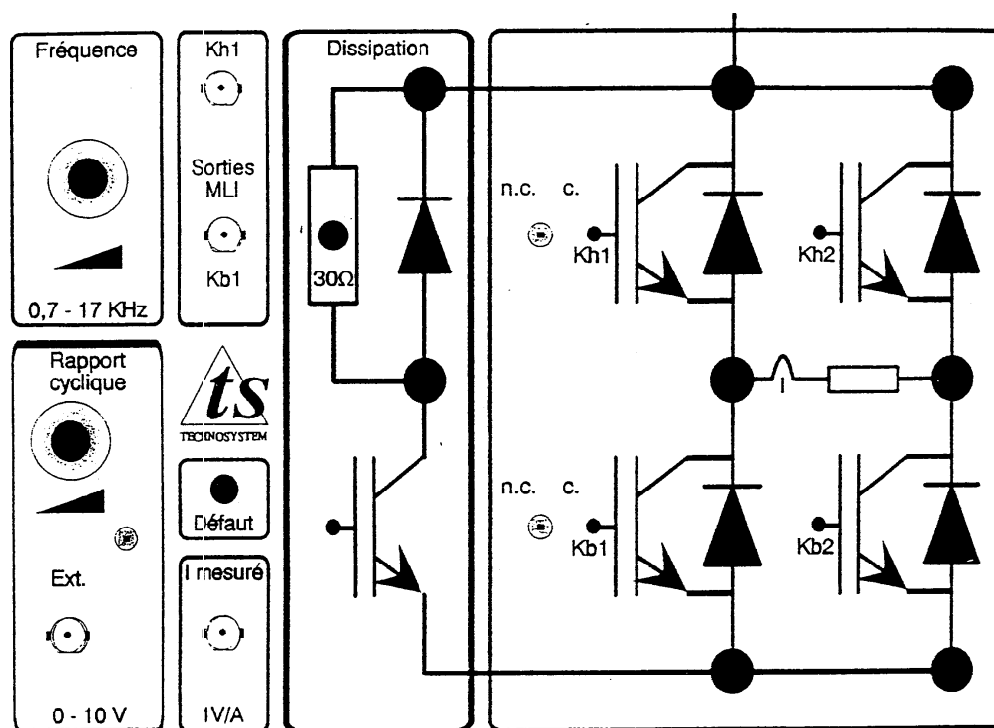 Fréquence
0,7 - 17 KHz
Kh1
Sorties
MLI
Kb1
Dissipation
30Ω
n.c. c.
Kh1
Kh2
Rapport
cyclique
Ext.
0 - 10 V
ts
TECHNOSYSTEM
Défaut
I mesuré
1V/A
n.c. c.
Kb1
Kb2
I